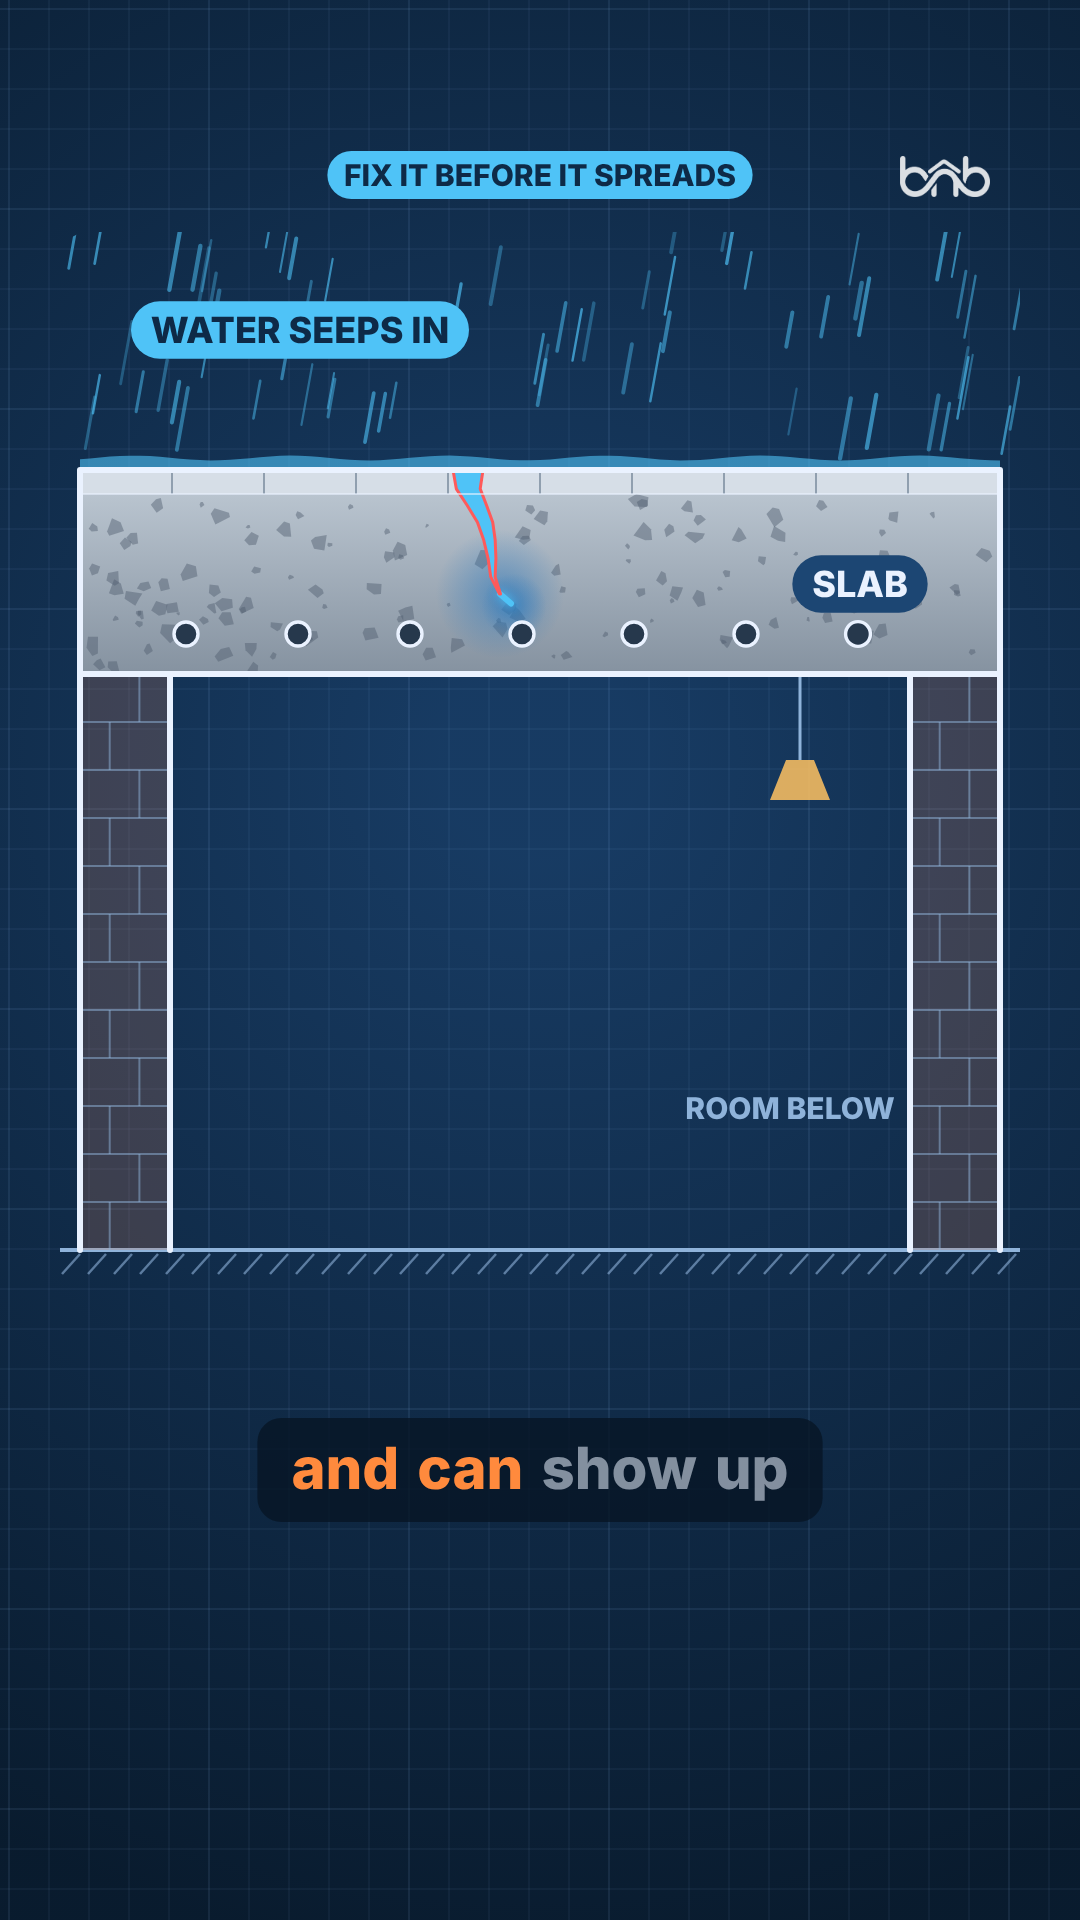 FIX IT BEFORE IT SPREADS
bnb
WATER SEEPS IN
SLAB
ROOM BELOW
and can show up